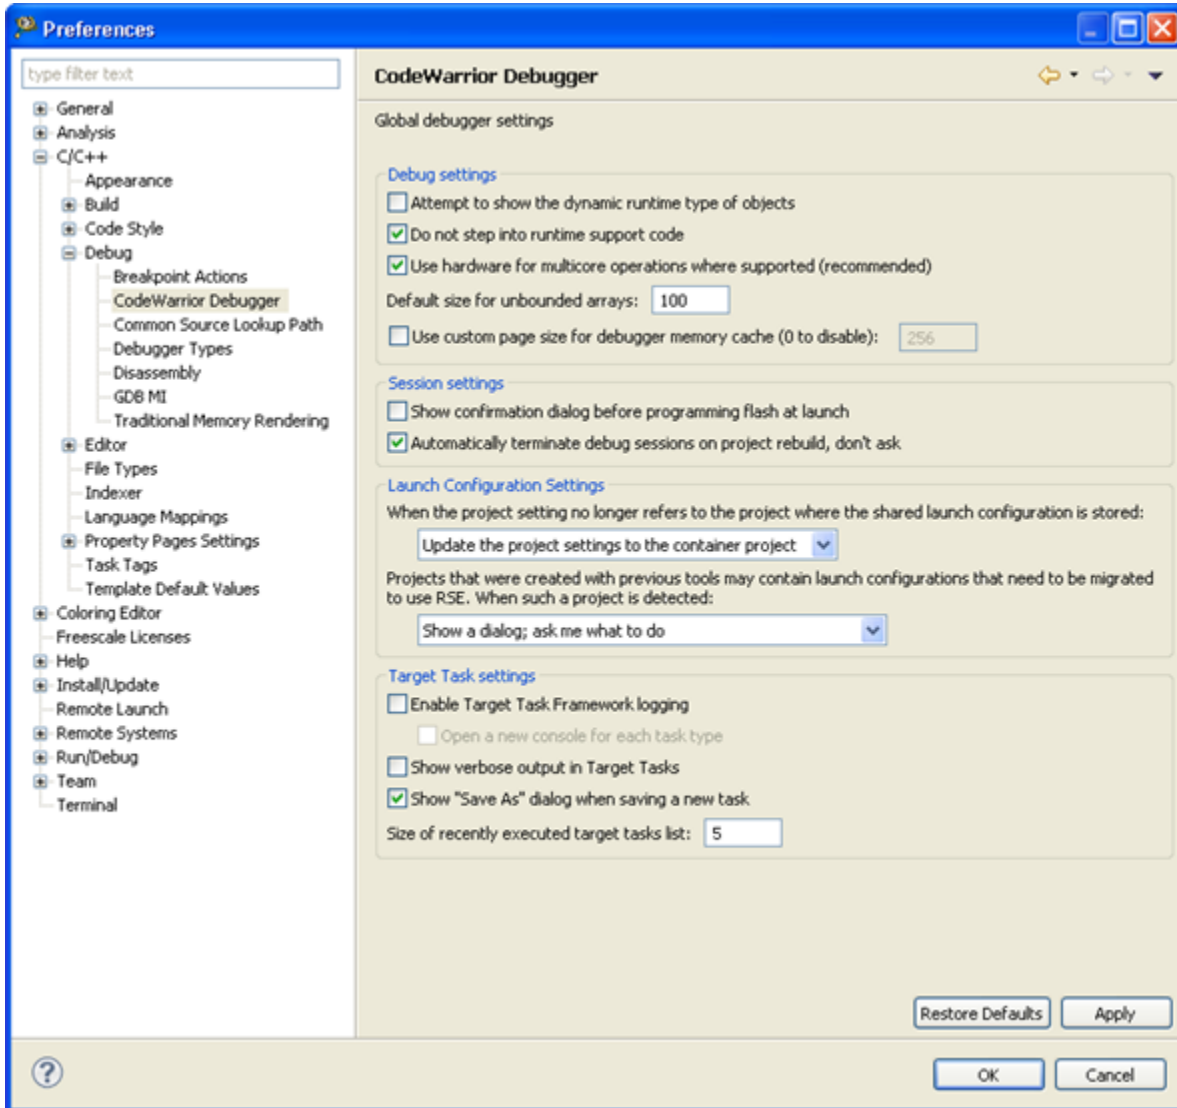 Preferences
type filter text
General
Analysis
C/C++
Appearance
Build
Code Style
Debug
Breakpoint Actions
CodeWarrior Debugger
Common Source Lookup Path
Debugger Types
Disassembly
GDB MI
Traditional Memory Rendering
Editor
File Types
Indexer
Language Mappings
Property Pages Settings
Task Tags
Template Default Values
Coloring Editor
Freescale Licenses
Help
Install/Update
Remote Launch
Remote Systems
Run/Debug
Team
Terminal
CodeWarrior Debugger
Global debugger settings
Debug settings
Attempt to show the dynamic runtime type of objects
Do not step into runtime support code
Use hardware for multicore operations where supported (recommended)
Default size for unbounded arrays: 100
Use custom page size for debugger memory cache (0 to disable): 256
Session settings
Show confirmation dialog before programming flash at launch
Automatically terminate debug sessions on project rebuild, don't ask
Launch Configuration Settings
When the project setting no longer refers to the project where the shared launch configuration is stored:
Update the project settings to the container project
Projects that were created with previous tools may contain launch configurations that need to be migrated
to use RSE. When such a project is detected:
Show a dialog; ask me what to do
Target Task settings
Enable Target Task Framework logging
Open a new console for each task type
Show verbose output in Target Tasks
Show "Save As" dialog when saving a new task
Size of recently executed target tasks list: 5
Restore Defaults Apply
? OK Cancel